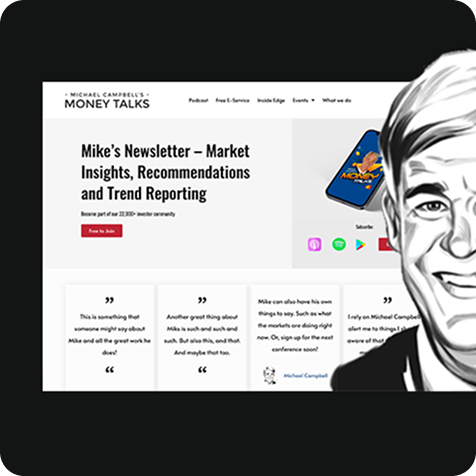 • MICHAEL CAMPBELL'S •
MONEY TALKS
Podcast Free E-Service Inside Edge Events What we do
Mike's Newsletter – Market
Insights, Recommendations
and Trend Reporting
Become part of our 22,000+ investor community
Free to Join
MONEY
TALKS
Subscribe
”
This is something that
someone might say about
Mike and all the great work he
does!
“
”
Another great thing about
Miks is such and such and
such. But also this, and that.
And maybe that too.
“
Mike can also have his own
things to say. Such as what
the markets are doing right
now. Or, sign up for the next
conference soon!
Michael Campbell
”
I rely on Michael Campbell
alert me to things I
aware of that